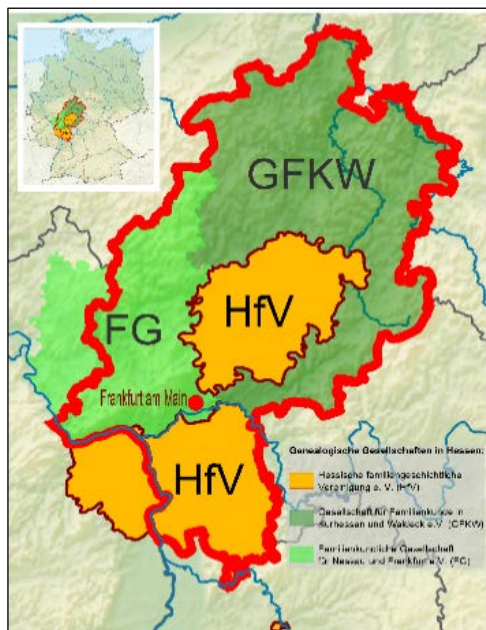 GFKW
HfV
FG
Frankfurt am Main
HfV
Genealogische Gesellschaften in Hessen:
Hessische familiengeschichtliche
Vereinigung e. V. (HfV)
Gesellschaft für Familienkunde in
Kurhessen und Waldeck e.V. (GFKW)
Familienkundliche Gesellschaft
für Nassau und Frankfurt e.V. (FG)